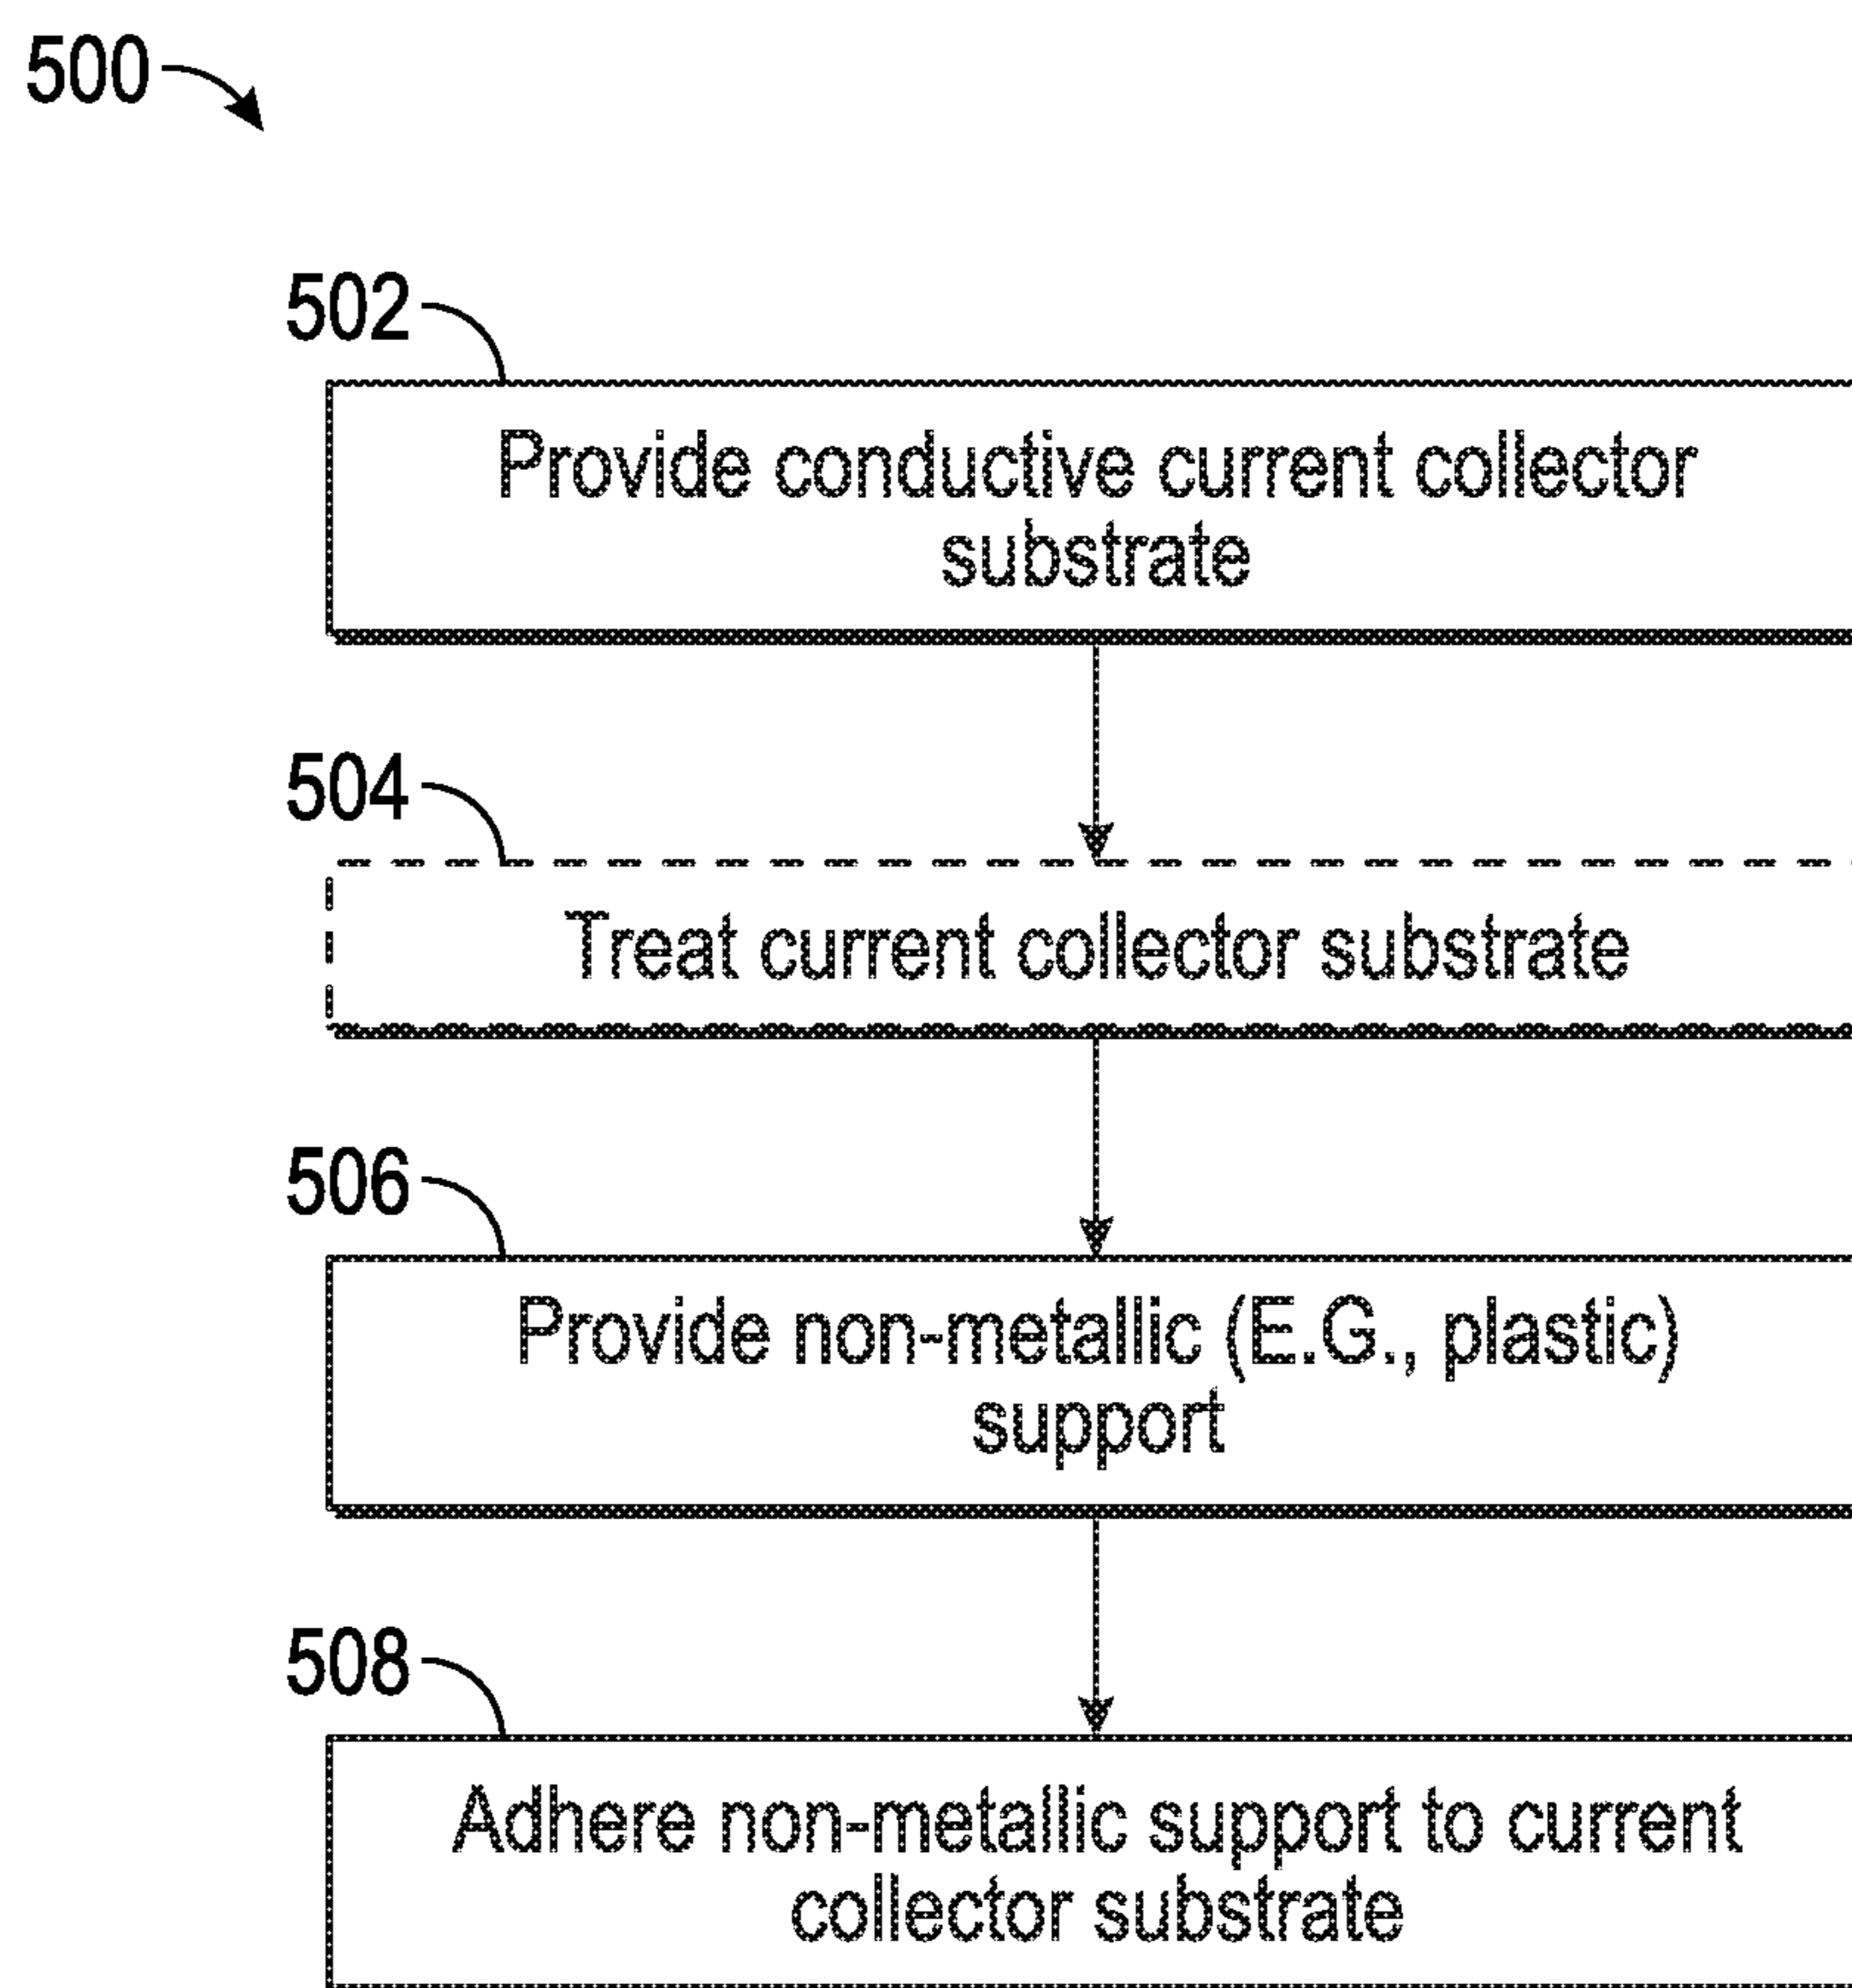 500
502
Provide conductive current collector
substrate
504
Treat current collector substrate
506
Provide non-metallic (E.G., plastic)
support
508
Adhere non-metallic support to current
collector substrate